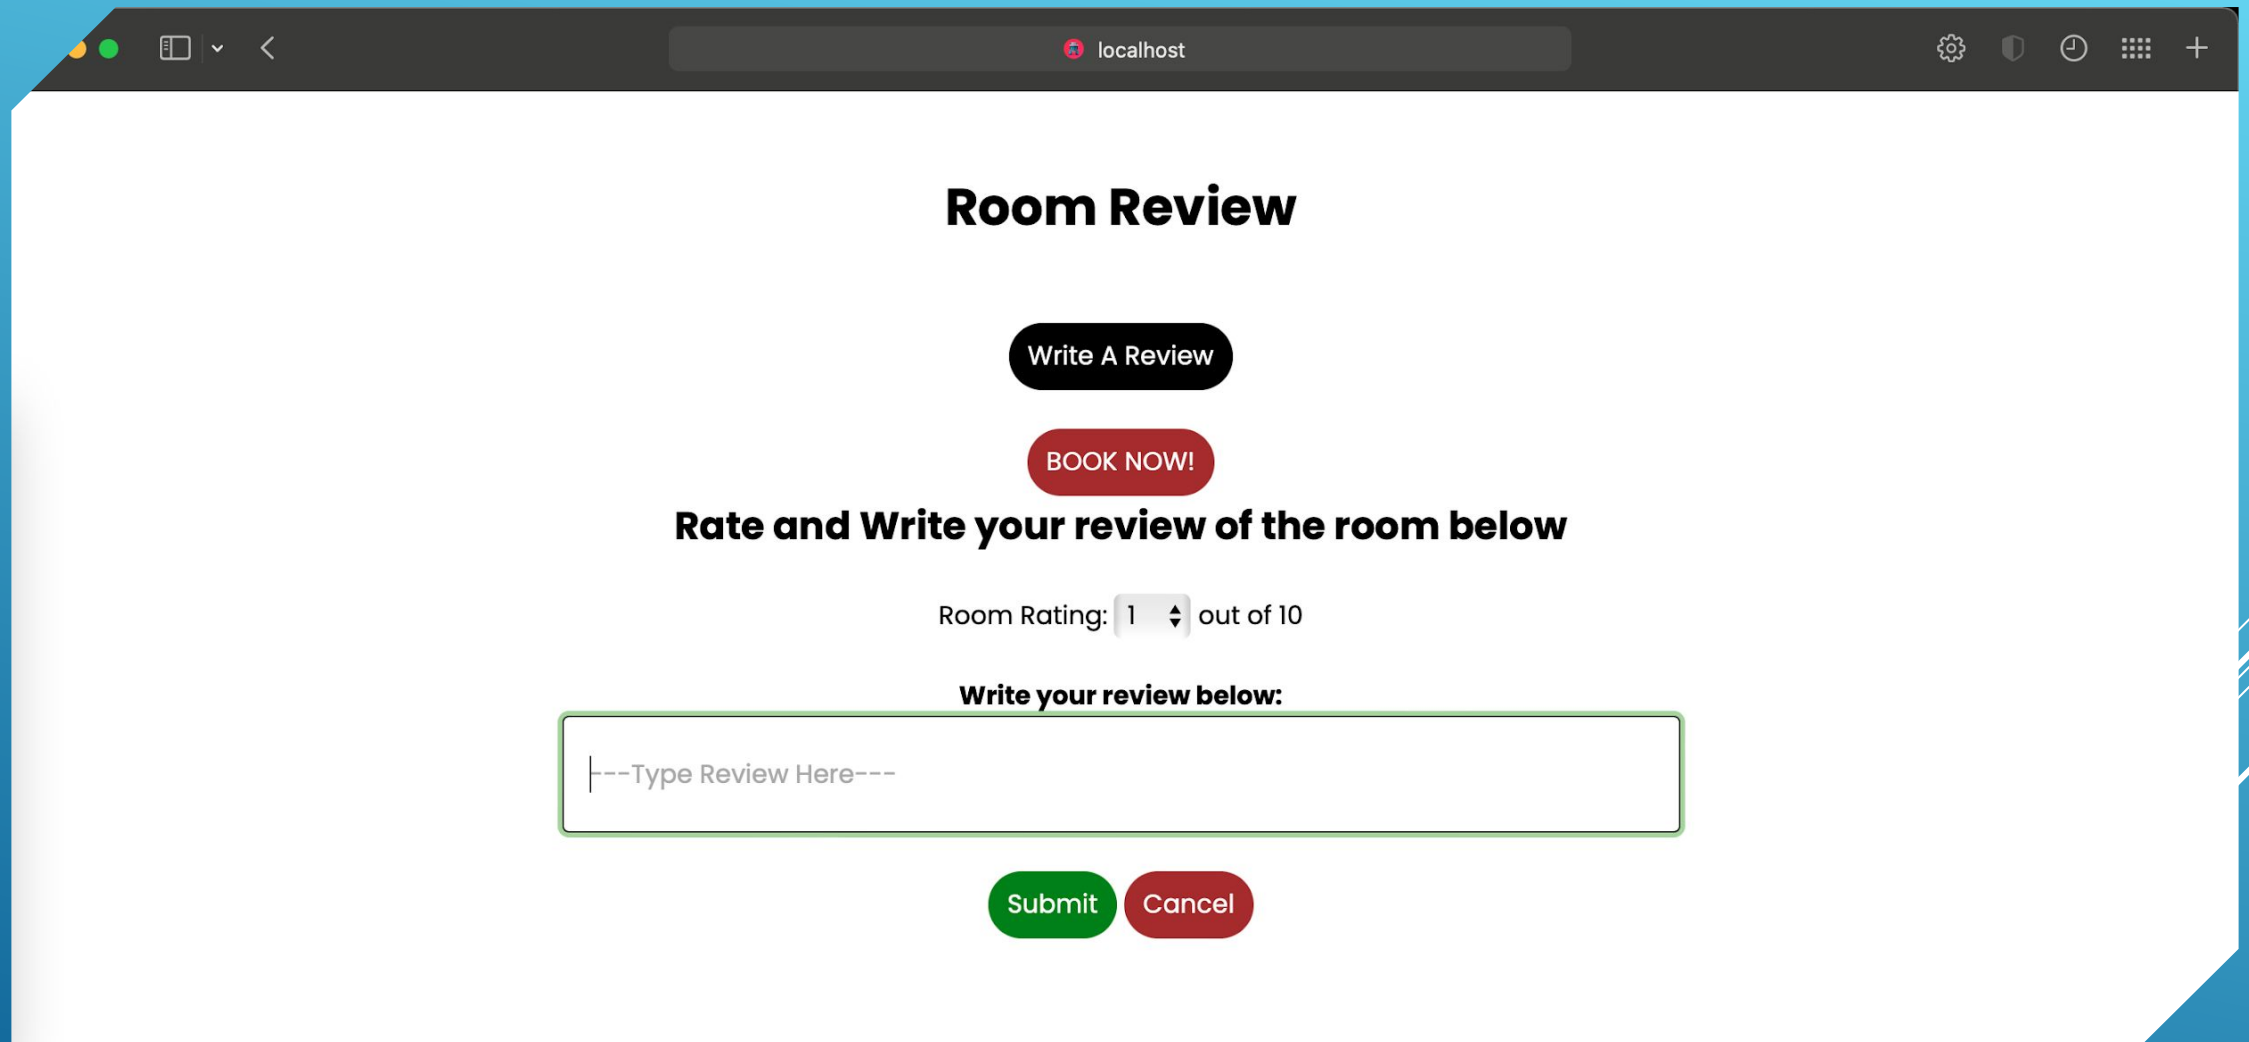 localhost
Room Review
Write A Review
BOOK NOW!
Rate and Write your review of the room below
Room Rating: 1 out of 10
Write your review below:
---Type Review Here---
Submit Cancel